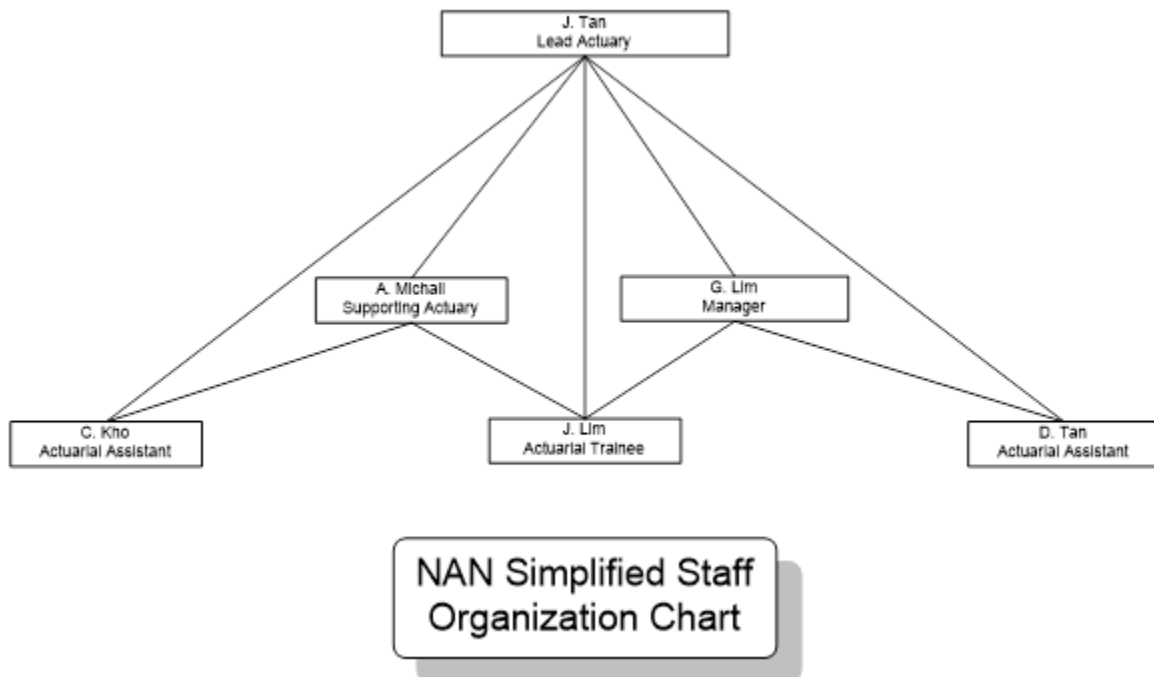 J. Tan
Lead Actuary
A. Michail
Supporting Actuary
G. Lim
Manager
C. Kho
Actuarial Assistant
J. Lim
Actuarial Trainee
D. Tan
Actuarial Assistant
NAN Simplified Staff
Organization Chart